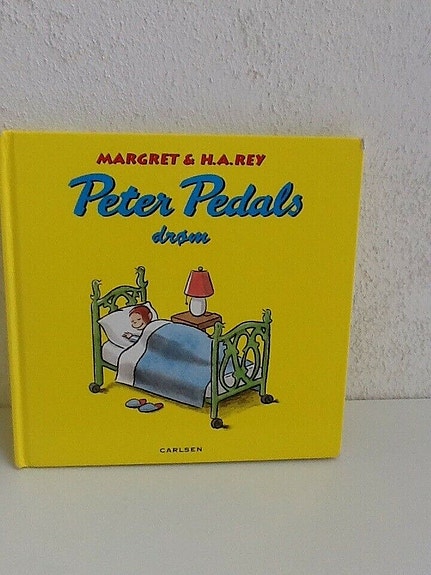 MARGRET & H.A.REY
Peter Pedals
drøm
CARLSEN